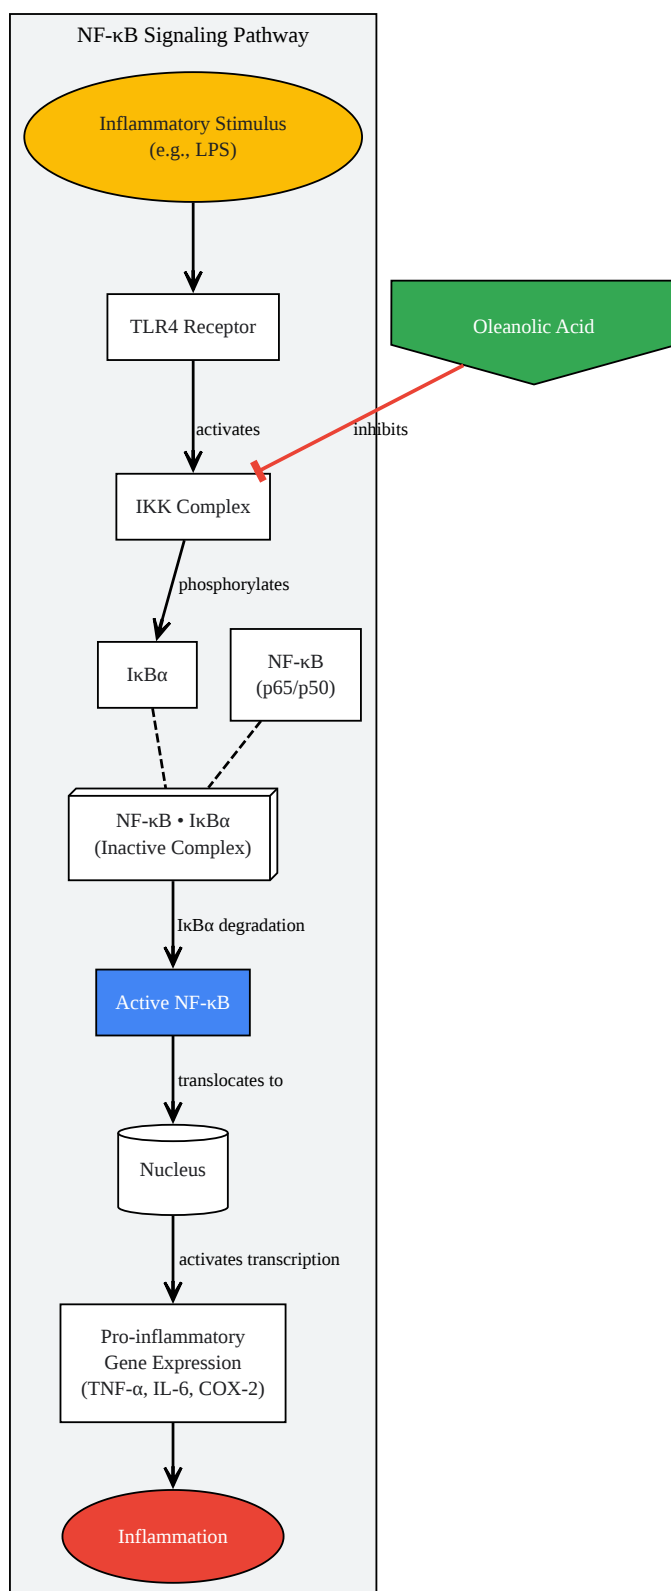 NF-κB Signaling Pathway
Inflammatory Stimulus
(e.g., LPS)
TLR4 Receptor
Oleanolic Acid
activates
inhibits
IKK Complex
phosphorylates
IκBα
NF-κB
(p65/p50)
NF-κB • IκBα
(Inactive Complex)
IκBα degradation
Active NF-κB
translocates to
Nucleus
activates transcription
Pro-inflammatory
Gene Expression
(TNF-α, IL-6, COX-2)
Inflammation